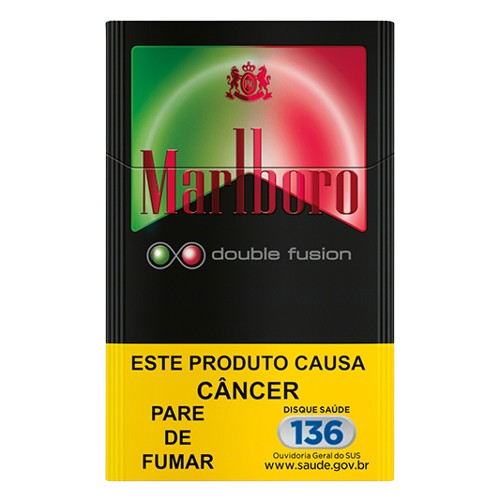 Marlboro
double fusion
ESTE PRODUTO CAUSA
CÂNCER
PARE
DE
FUMAR
DISQUE SAÚDE
136
Ouvidoria Geral do SUS
www.saude.gov.br